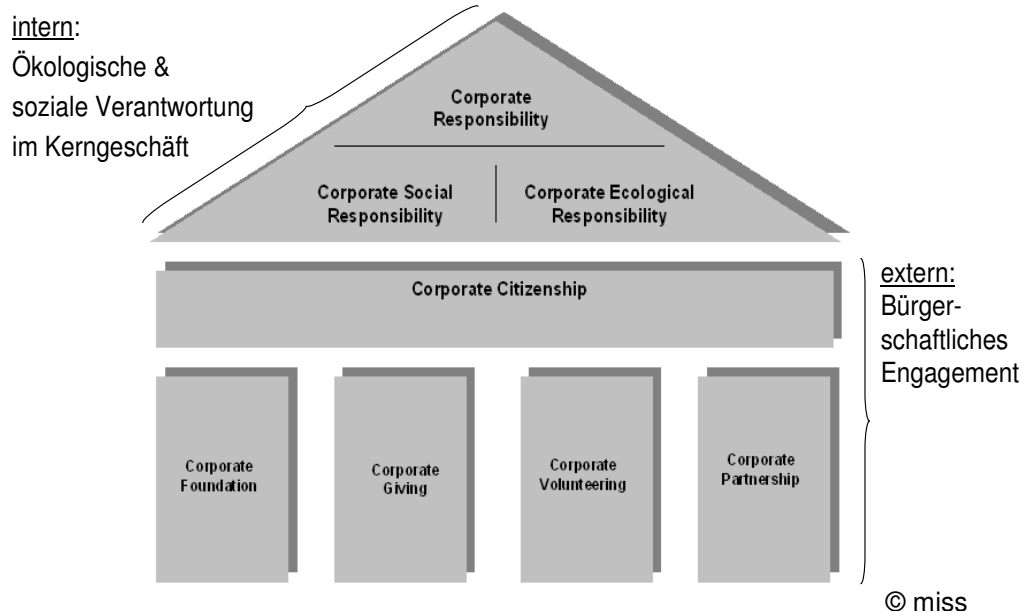 intern:
Ökologische &
soziale Verantwortung
im Kerngeschäft
Corporate
Responsibility
Corporate Social
Responsibility
Corporate Ecological
Responsibility
Corporate Citizenship
extern:
Bürger-
schaftliches
Engagement
Corporate
Foundation
Corporate
Giving
Corporate
Volunteering
Corporate
Partnership
© miss